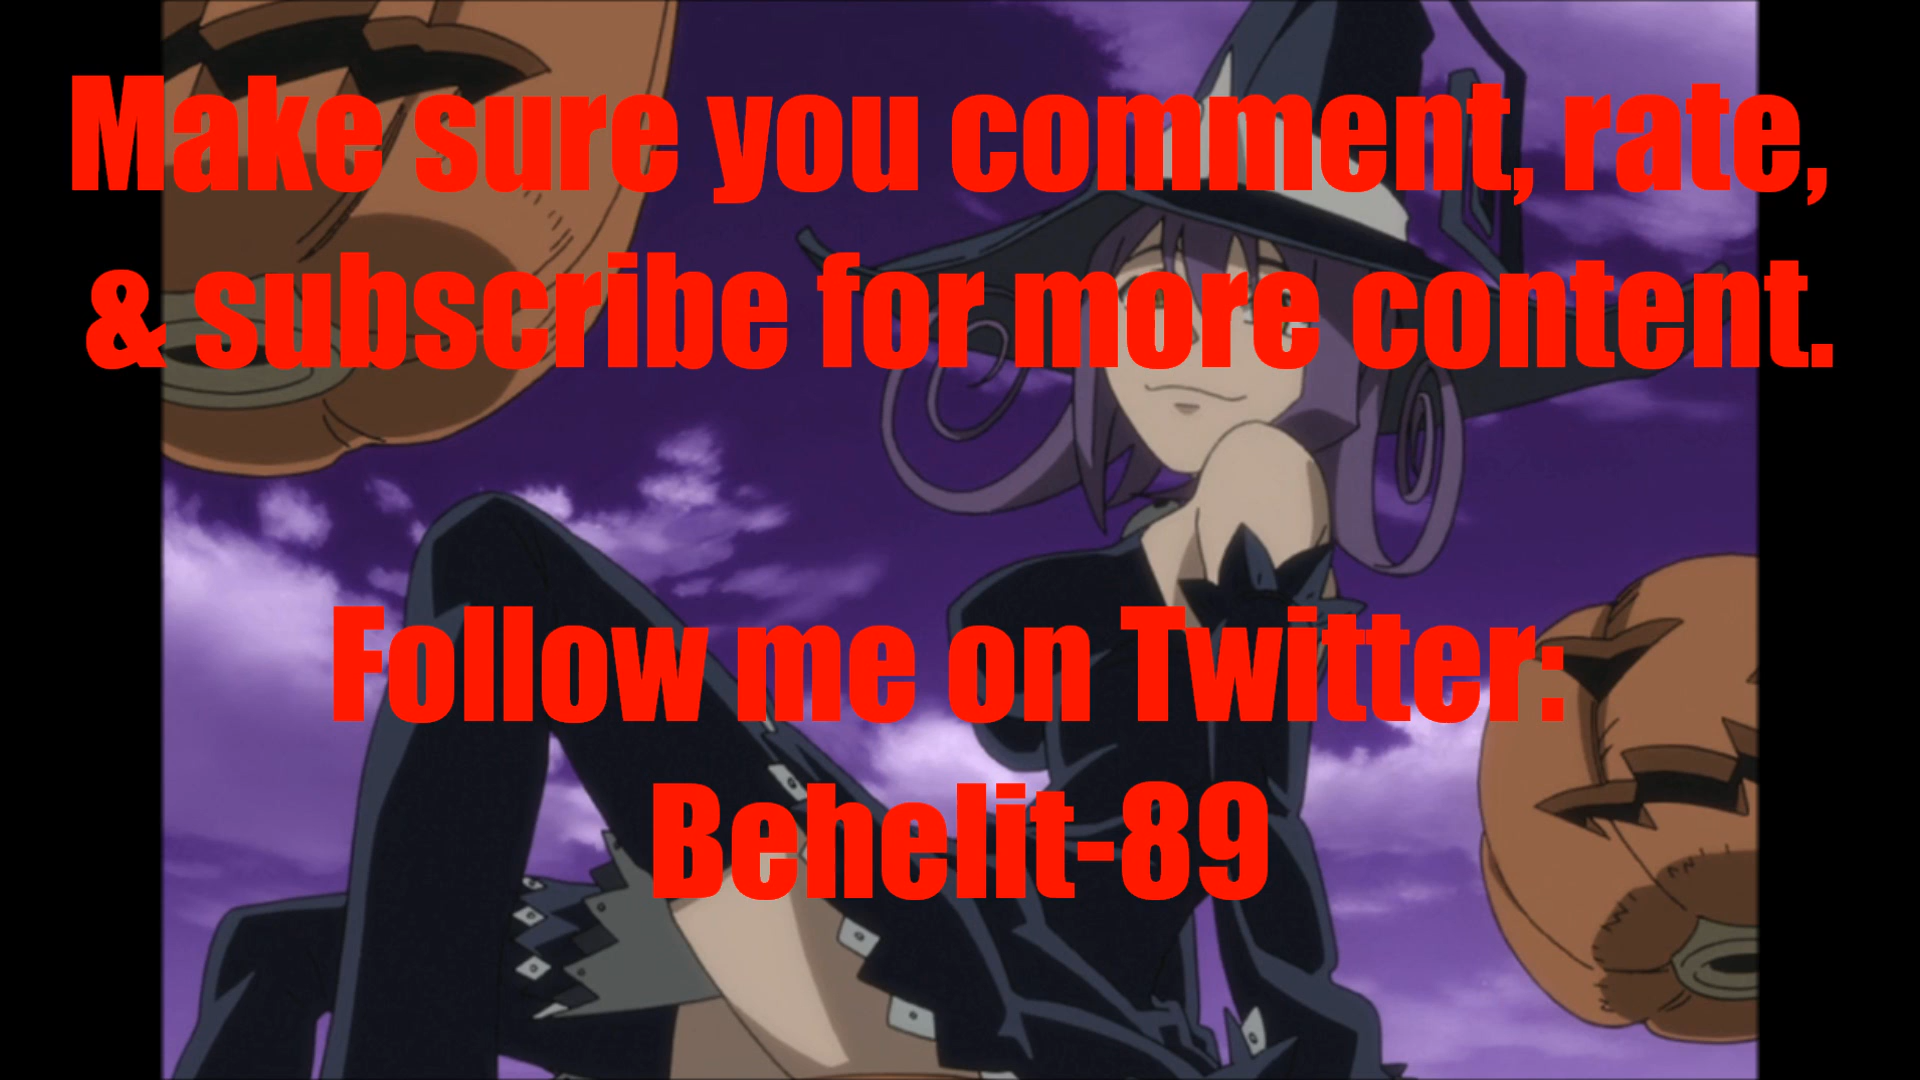 Make sure you comment, rate,
& subscribe for more content.
Follow me on Twitter:
Behelit-89